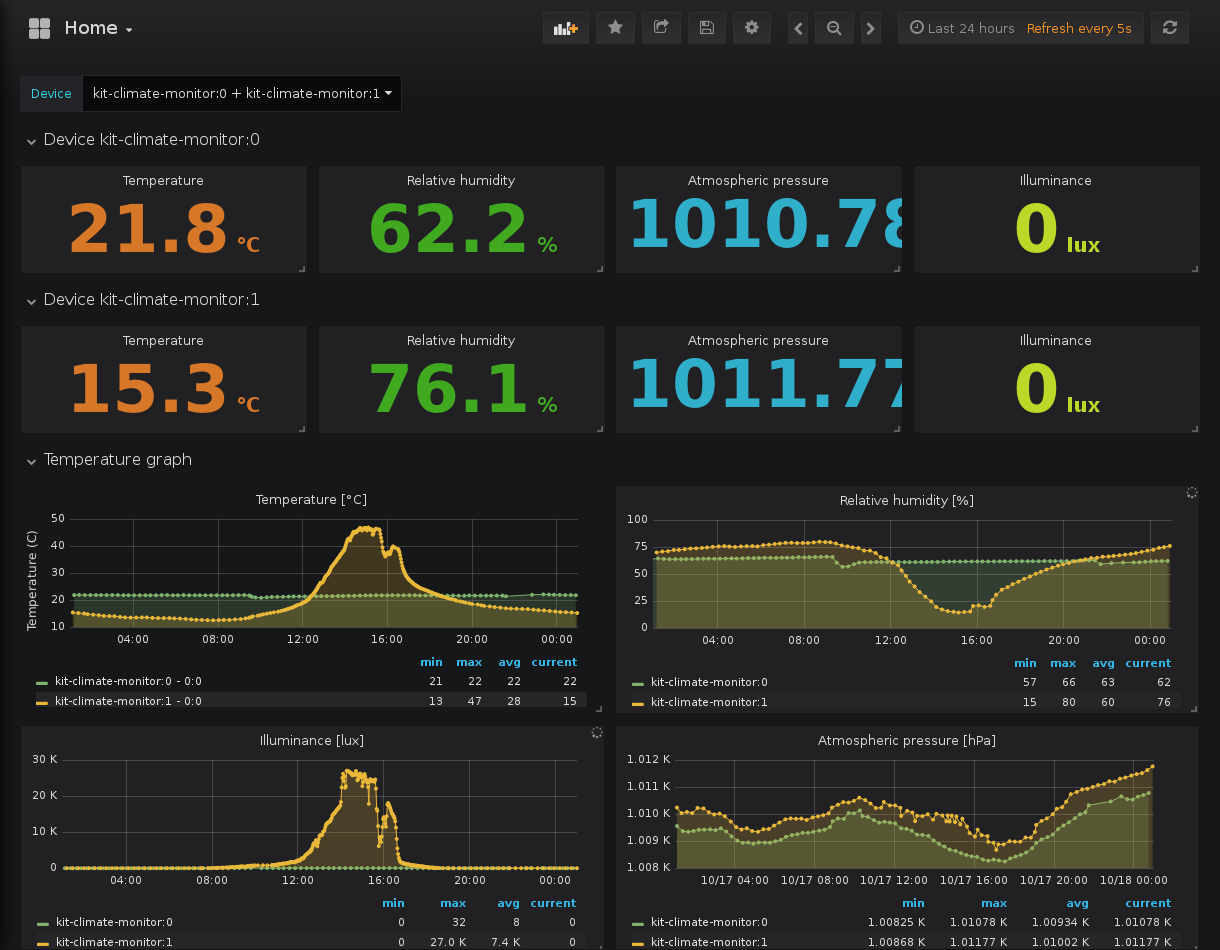 Home
Last 24 hours Refresh every 5s
Device kit-climate-monitor:0 + kit-climate-monitor:1
Device kit-climate-monitor:0
Temperature Relative humidity Atmospheric pressure Illuminance
21.8 °C 62.2 % 1010.78 0 lux
Device kit-climate-monitor:1
Temperature Relative humidity Atmospheric pressure Illuminance
15.3 °C 76.1 % 1011.77 0 lux
Temperature graph
Temperature [°C]
Temperature (C)
50
40
30
20
10
04:00 08:00 12:00 16:00 20:00 00:00
min max avg current
kit-climate-monitor:0 - 0:0 21 22 22 22
kit-climate-monitor:1 - 0:0 13 47 28 15
Relative humidity [%]
100
75
50
25
0
04:00 08:00 12:00 16:00 20:00 00:00
min max avg current
kit-climate-monitor:0 57 66 63 62
kit-climate-monitor:1 15 80 60 76
Illuminance [lux]
30 K
20 K
10 K
0
04:00 08:00 12:00 16:00 20:00 00:00
min max avg current
kit-climate-monitor:0 0 32 8 0
kit-climate-monitor:1 0 27.0 K 7.4 K 0
Atmospheric pressure [hPa]
1.012 K
1.011 K
1.010 K
1.009 K
1.008 K
10/17 04:00 10/17 08:00 10/17 12:00 10/17 16:00 10/17 20:00 10/18 00:00
min max avg current
kit-climate-monitor:0 1.00825 K 1.01078 K 1.00934 K 1.01078 K
kit-climate-monitor:1 1.00868 K 1.01177 K 1.01002 K 1.01177 K